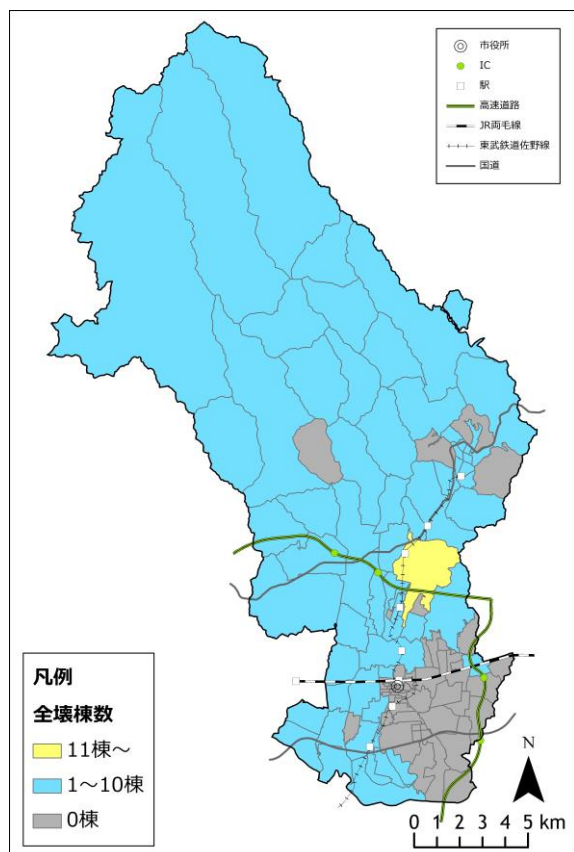 市役所
IC
駅
高速道路
JR両毛線
東武鉄道佐野線
国道
凡例
全壊棟数
11棟～
1～10棟
0棟
N
0 1 2 3 4 5 km